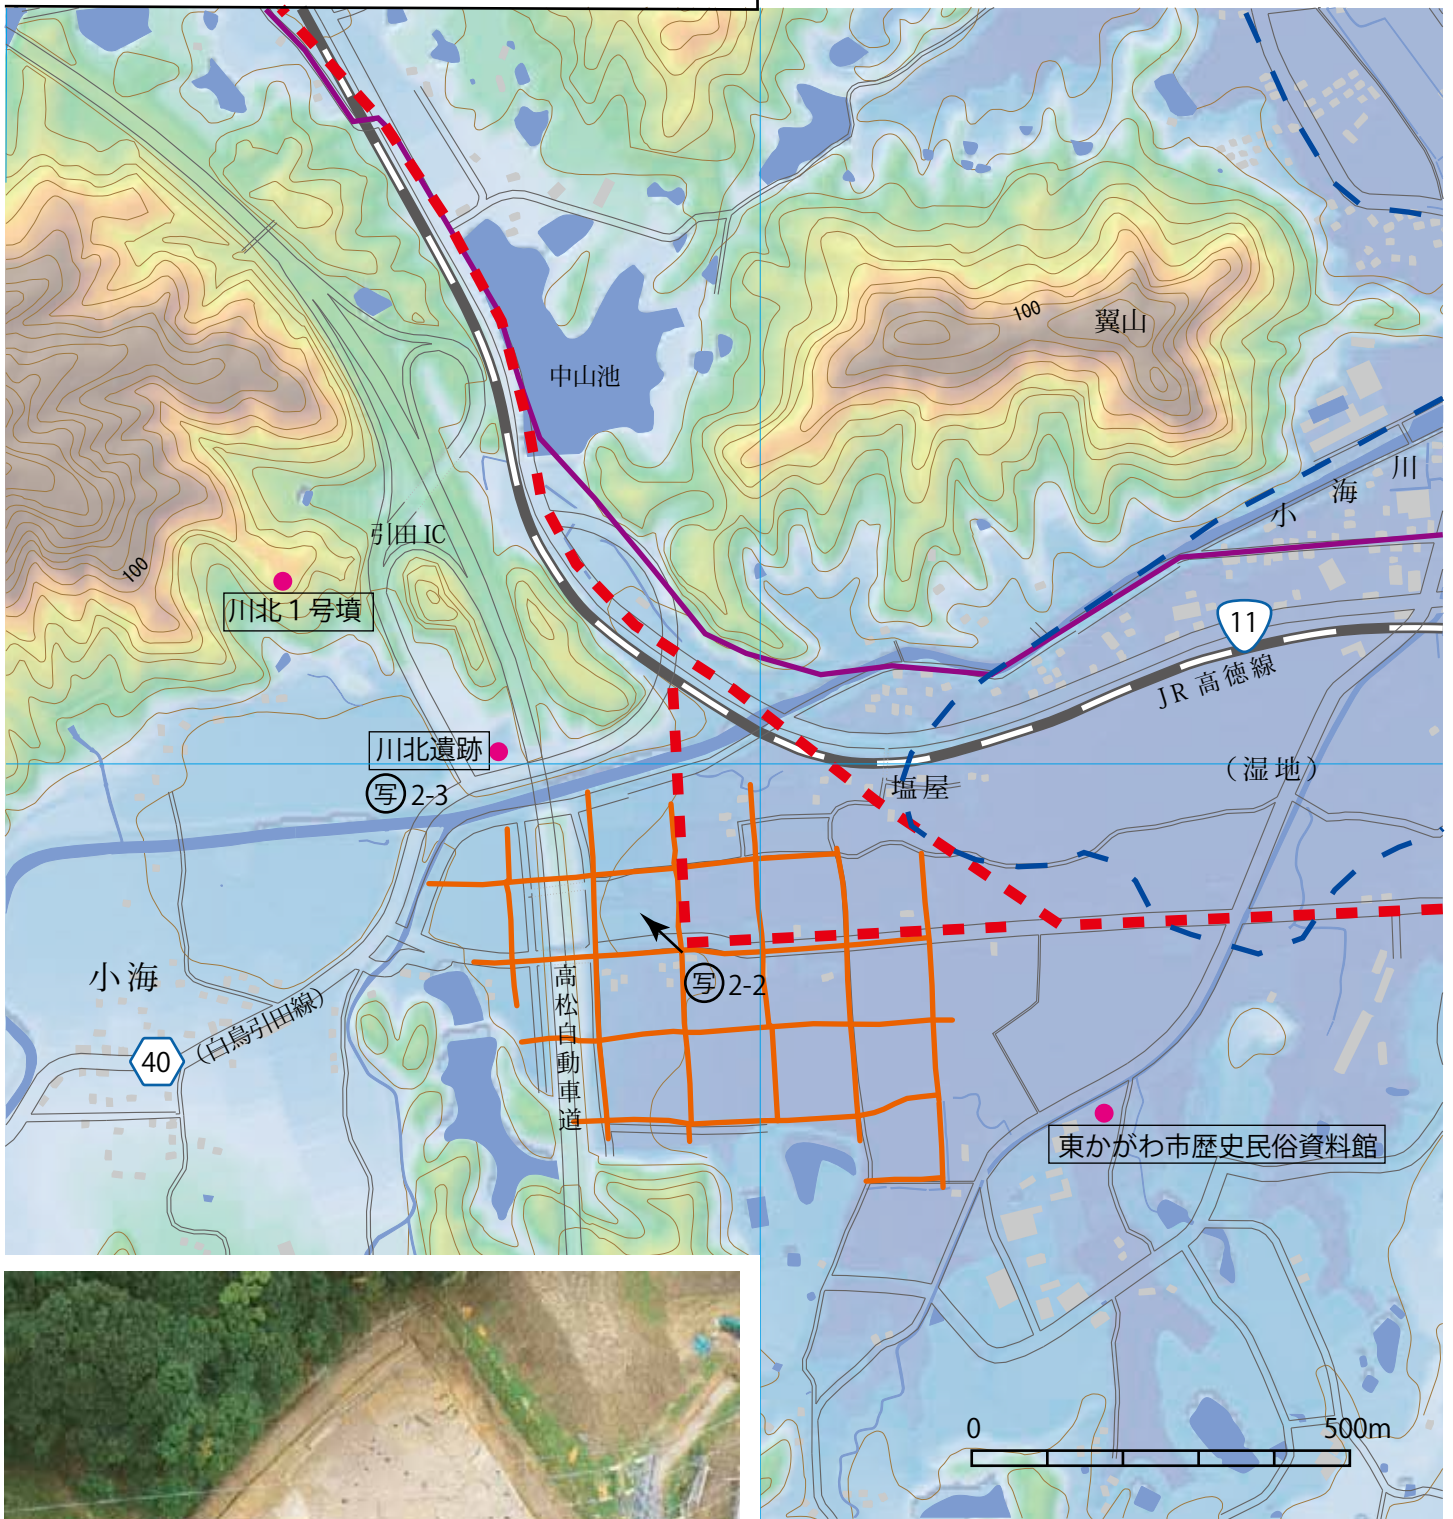 100
翼山
中山池
小海川
引田 IC
100
川北１号墳
11
JR 高徳線
川北遺跡
（湿地）
写 2-3
塩屋
小海
写 2-2
高松自動車道
（白鳥引田線）
40
東かがわ市歴史民俗資料館
0 500m